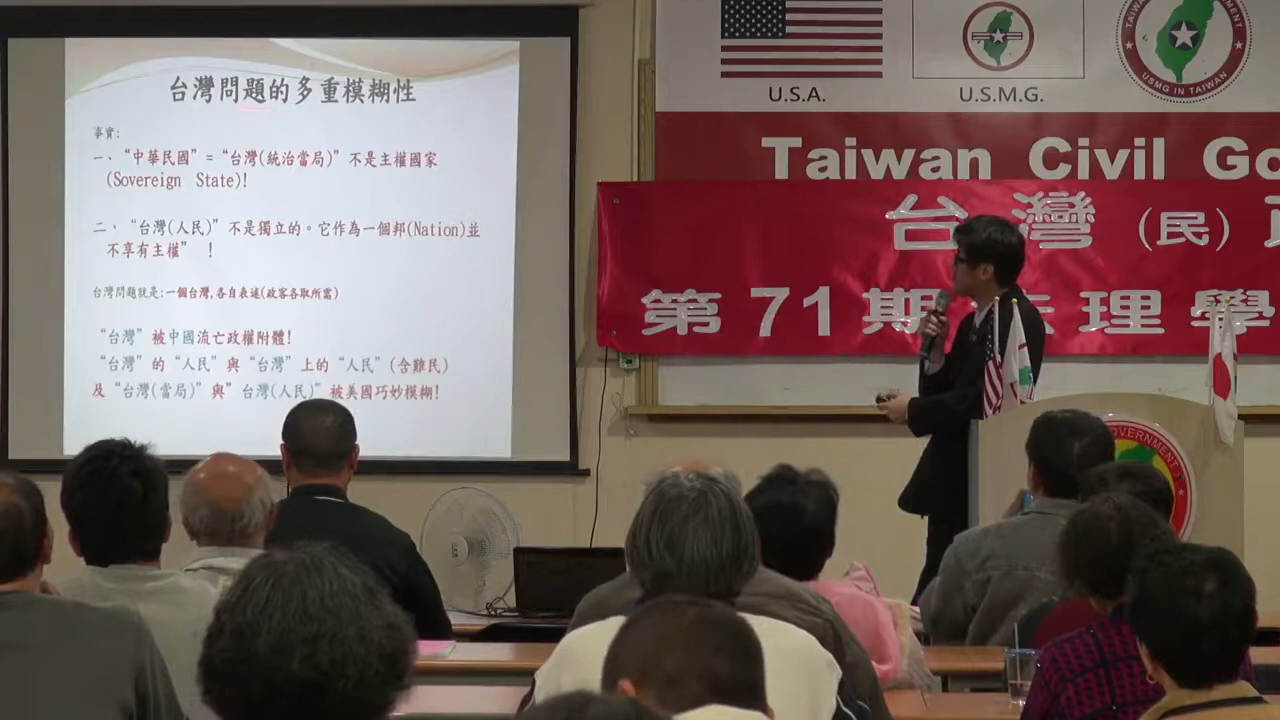 台灣問題的多重模糊性
事實:
一、“中華民國”=“台灣(統治當局)”不是主權國家
(Sovereign State)!
二、“台灣(人民)”不是獨立的。它作為一個邦(Nation)並
不享有主權” !
台灣問題就是:一個台灣,各自表述(政客各取所需)
“台灣”被中國流亡政權附體!
“台灣”的“人民”與“台灣”上的“人民”(含難民)
及“台灣(當局)”與”台灣(人民)”被美國巧妙模糊!
U.S.A.
U.S.M.G.
USMG IN TAIWAN
Taiwan Civil Go
台灣(民)
第71期 理學
GOVERNMENT